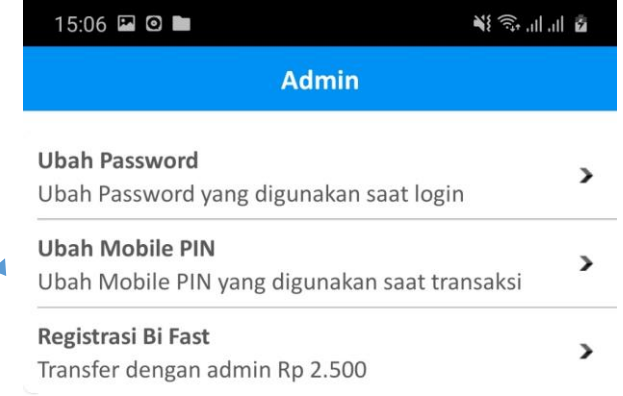 15:06
Admin
Ubah Password
Ubah Password yang digunakan saat login
Ubah Mobile PIN
Ubah Mobile PIN yang digunakan saat transaksi
Registrasi Bi Fast
Transfer dengan admin Rp 2.500